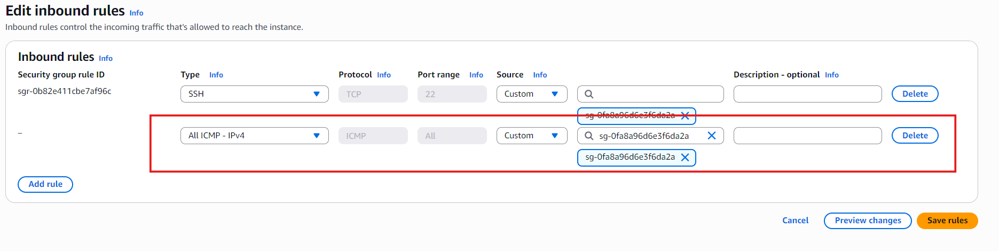 Edit inbound rules Info
Inbound rules control the incoming traffic that's allowed to reach the instance.
Inbound rules Info
Security group rule ID Type Info Protocol Info Port range Info Source Info Description - optional Info
sgr-0b82e411cbe7af96c SSH TCP 22 Custom Delete
sg-0fa8a96d6e3f6da2a
– All ICMP - IPv4 ICMP All Custom sg-0fa8a96d6e3f6da2a Delete
sg-0fa8a96d6e3f6da2a
Add rule
Cancel Preview changes Save rules